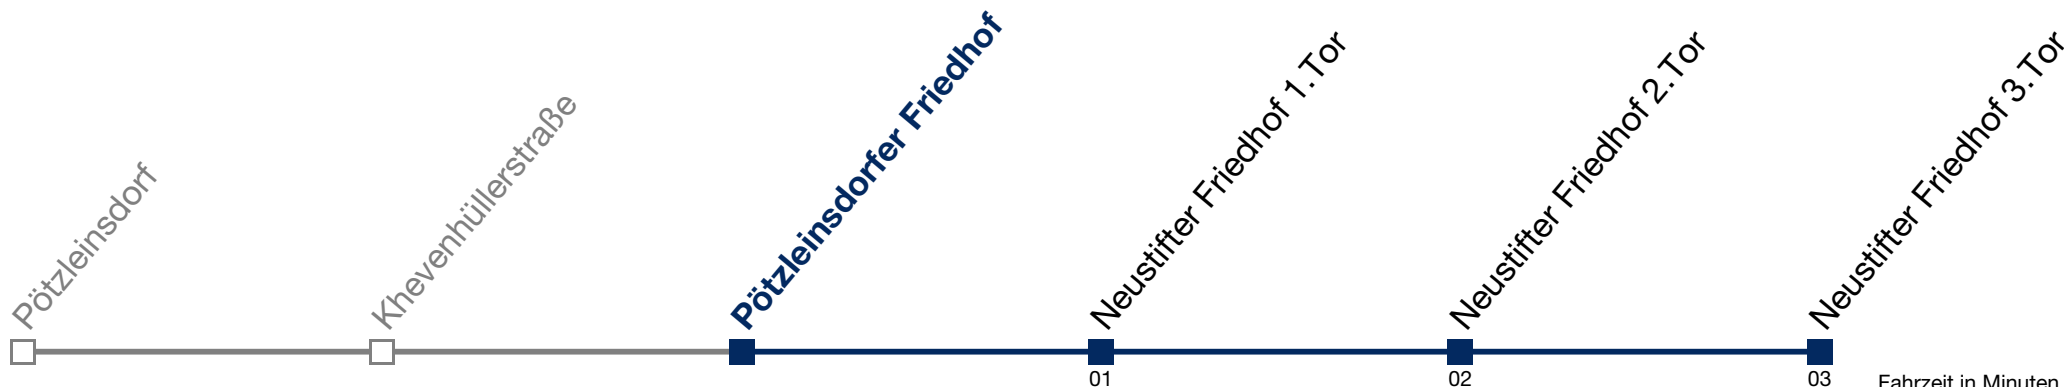 Pötzleinsdorf
Khevenhüllerstraße
Pötzleinsdorfer Friedhof
Neustifter Friedhof 1.Tor
Neustifter Friedhof 2.Tor
Neustifter Friedhof 3.Tor
01
02
03
Fahrzeit in Minuten